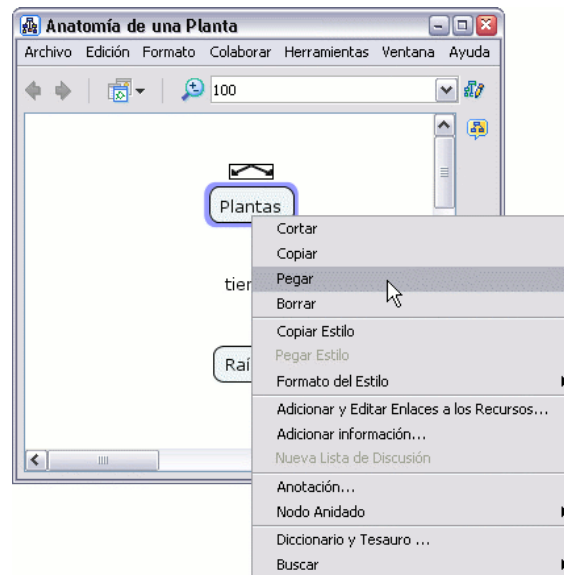 Anatomía de una Planta
Archivo Edición Formato Colaborar Herramientas Ventana Ayuda
100
Plantas
Cortar
Copiar
tier
Pegar
Borrar
Copiar Estilo
Pegar Estilo
Raí
Formato del Estilo
Adicionar y Editar Enlaces a los Recursos...
Adicionar información...
Nueva Lista de Discusión
Anotación...
Nodo Anidado
Diccionario y Tesauro ...
Buscar